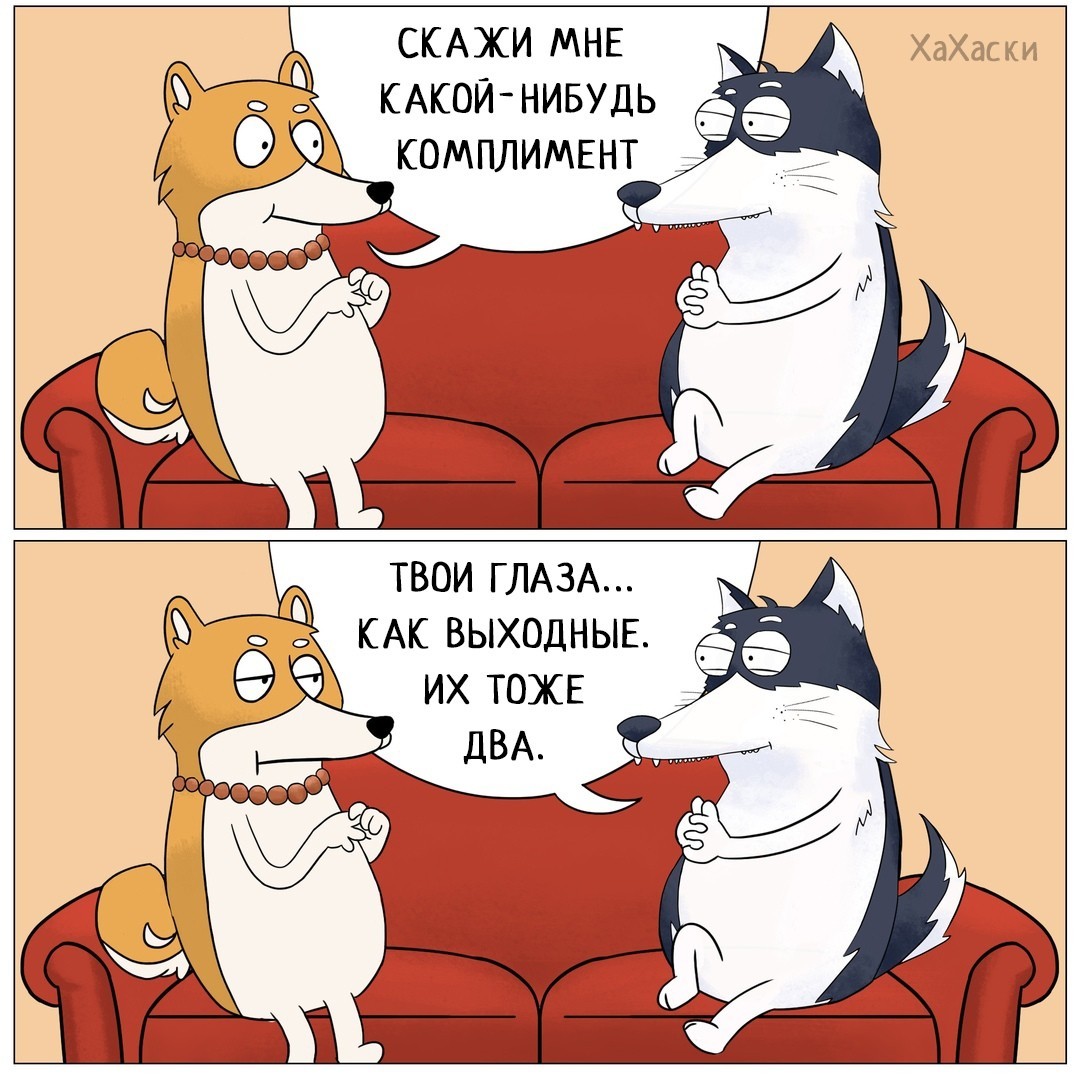 ХаХаски
СКАЖИ МНЕ
КАКОЙ-НИБУДЬ
КОМПЛИМЕНТ
ТВОИ ГЛАЗА...
КАК ВЫХОДНЫЕ.
ИХ ТОЖЕ
ДВА.